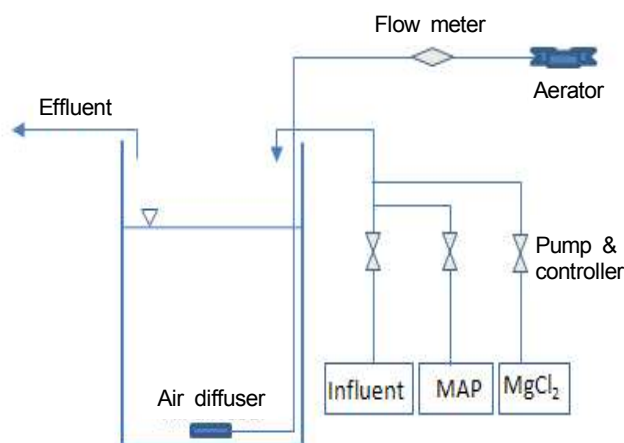 Flow meter
Aerator
Effluent
Pump &
controller
Air diffuser
Influent
MAP
MgCl₂